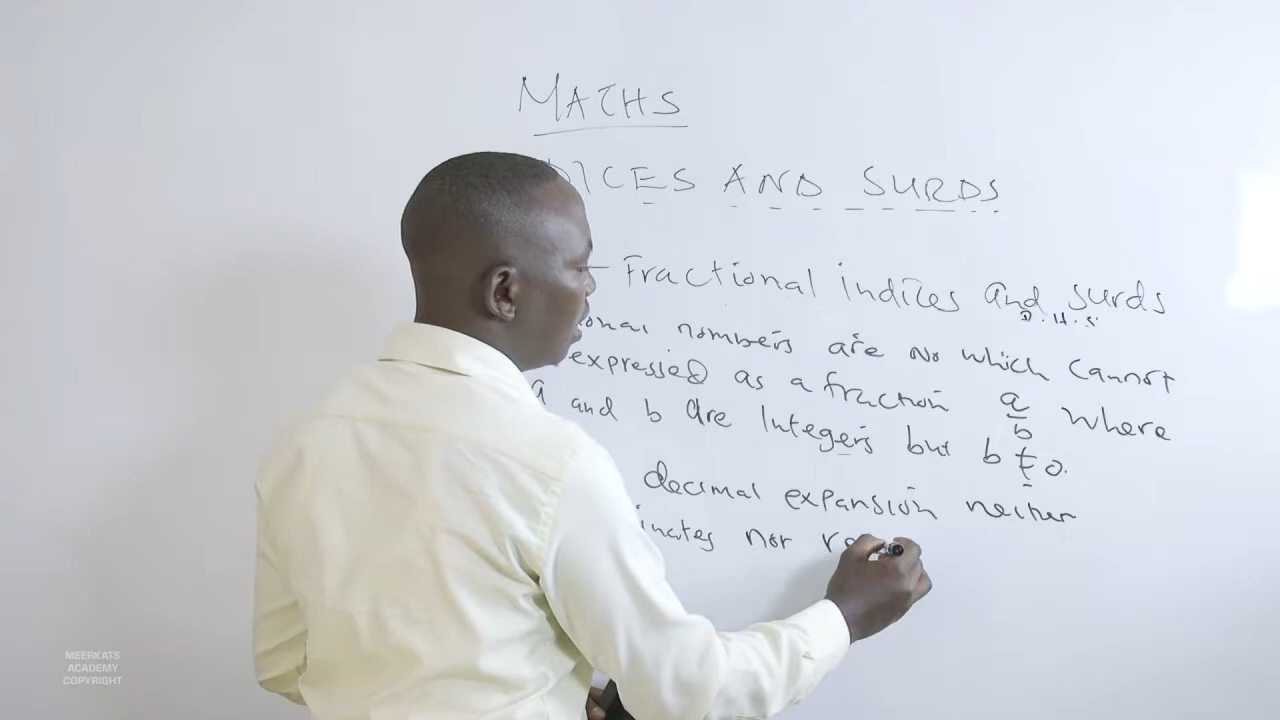 MATHS
DICES AND SURDS
– Fractional indices and surds
onal numbers are No which cannot
expressed as a fraction a/b where
a and b are Integers but b ≠ 0.
decimal expansion neither
inates nor re
MEERKATS
ACADEMY
COPYRIGHT